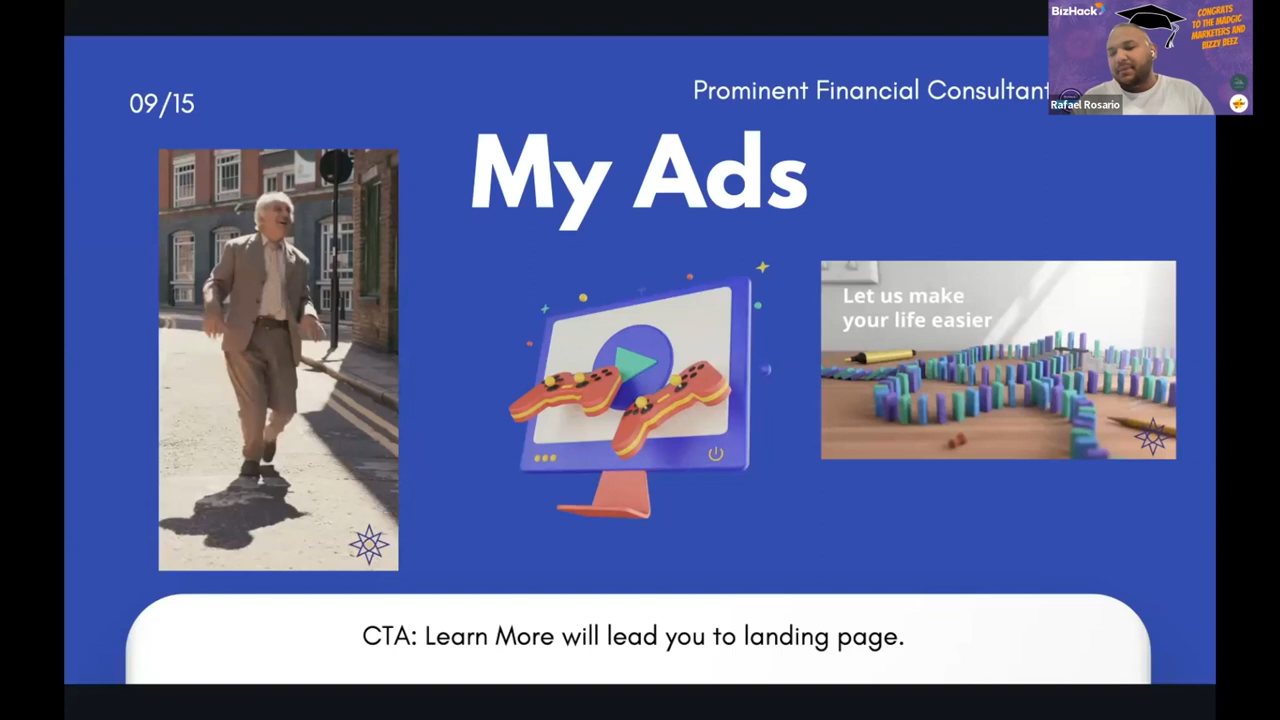 BizHack
CONGRATS
TO THE MADGIC
MARKETERS AND
BIZZY BEEZ
Rafael Rosario
09/15
Prominent Financial Consultant
My Ads
Let us make
your life easier
CTA: Learn More will lead you to landing page.